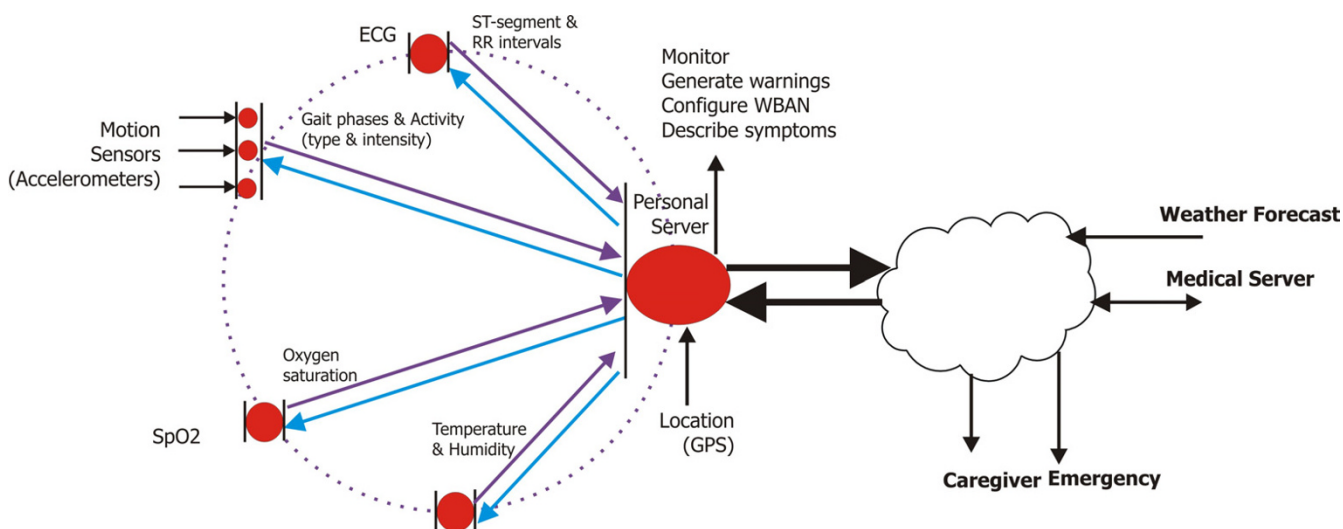 ECG
ST-segment &
RR intervals
Monitor
Generate warnings
Configure WBAN
Describe symptoms
Motion
Sensors
(Accelerometers)
Gait phases & Activity
(type & intensity)
Personal
Server
Weather Forecast
Medical Server
Oxygen
saturation
SpO2
Temperature
& Humidity
Location
(GPS)
Caregiver Emergency